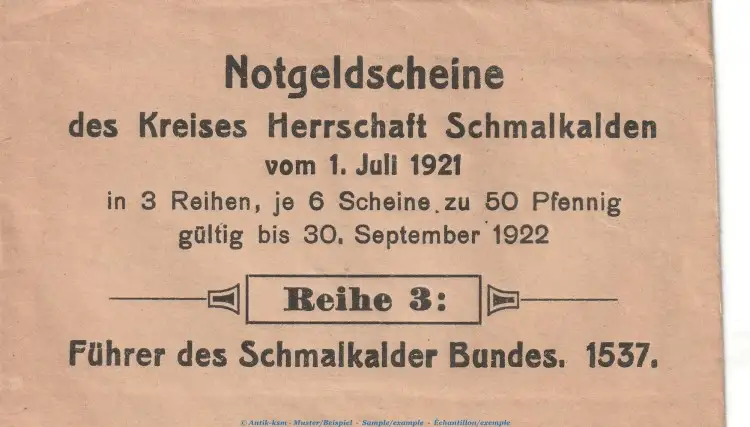 Notgeldscheine
des Kreises Herrschaft Schmalkalden
vom 1. Juli 1921
in 3 Reihen, je 6 Scheine zu 50 Pfennig
gültig bis 30. September 1922
Reihe 3:
Führer des Schmalkalder Bundes. 1537.
© Antik-ksm - Muster/Beispiel - Sample/exemple - Échantillon/exemple